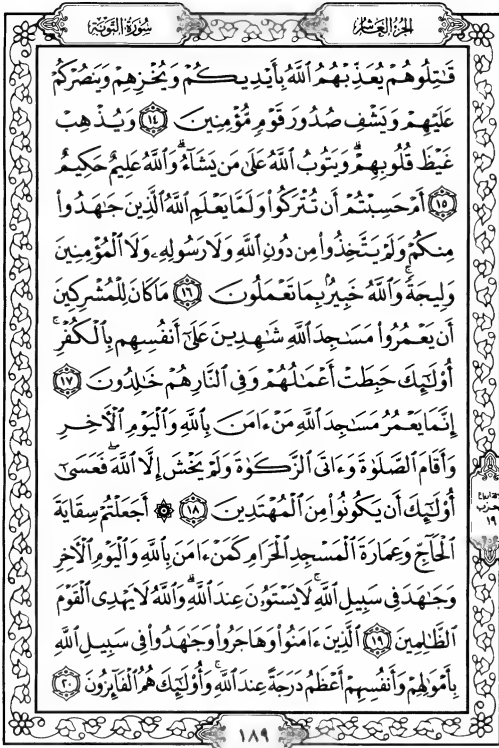 الجزء العاشر
سورة التوبة
قَٰتِلُوهُمْ يُعَذِّبْهُمُ ٱللَّهُ بِأَيْدِيكُمْ وَيُخْزِهِمْ وَيَنصُرْكُمْ
عَلَيْهِمْ وَيَشْفِ صُدُورَ قَوْمٍ مُّؤْمِنِينَ ١٤ وَيُذْهِبْ
غَيْظَ قُلُوبِهِمْ ۗ وَيَتُوبُ ٱللَّهُ عَلَىٰ مَن يَشَآءُ ۗ وَٱللَّهُ عَلِيمٌ حَكِيمٌ
١٥ أَمْ حَسِبْتُمْ أَن تُتْرَكُوا۟ وَلَمَّا يَعْلَمِ ٱللَّهُ ٱلَّذِينَ جَٰهَدُوا۟
مِنكُمْ وَلَمْ يَتَّخِذُوا۟ مِن دُونِ ٱللَّهِ وَلَا رَسُولِهِۦ وَلَا ٱلْمُؤْمِنِينَ
وَلِيجَةً ۚ وَٱللَّهُ خَبِيرٌۢ بِمَا تَعْمَلُونَ ١٦ مَا كَانَ لِلْمُشْرِكِينَ
أَن يَعْمُرُوا۟ مَسَٰجِدَ ٱللَّهِ شَٰهِدِينَ عَلَىٰٓ أَنفُسِهِم بِٱلْكُفْرِ ۚ
أُو۟لَٰٓئِكَ حَبِطَتْ أَعْمَٰلُهُمْ وَفِى ٱلنَّارِ هُمْ خَٰلِدُونَ ١٧
إِنَّمَا يَعْمُرُ مَسَٰجِدَ ٱللَّهِ مَنْ ءَامَنَ بِٱللَّهِ وَٱلْيَوْمِ ٱلْءَاخِرِ
وَأَقَامَ ٱلصَّلَوٰةَ وَءَاتَى ٱلزَّكَوٰةَ وَلَمْ يَخْشَ إِلَّا ٱللَّهَ ۖ فَعَسَىٰٓ
أُو۟لَٰٓئِكَ أَن يَكُونُوا۟ مِنَ ٱلْمُهْتَدِينَ ١٨ ۞ أَجَعَلْتُمْ سِقَايَةَ
ٱلْحَآجِّ وَعِمَارَةَ ٱلْمَسْجِدِ ٱلْحَرَامِ كَمَنْ ءَامَنَ بِٱللَّهِ وَٱلْيَوْمِ ٱلْءَاخِرِ
وَجَٰهَدَ فِى سَبِيلِ ٱللَّهِ ۚ لَا يَسْتَوُۥنَ عِندَ ٱللَّهِ ۗ وَٱللَّهُ لَا يَهْدِى ٱلْقَوْمَ
ٱلظَّٰلِمِينَ ١٩ ٱلَّذِينَ ءَامَنُوا۟ وَهَاجَرُوا۟ وَجَٰهَدُوا۟ فِى سَبِيلِ ٱللَّهِ
بِأَمْوَٰلِهِمْ وَأَنفُسِهِمْ أَعْظَمُ دَرَجَةً عِندَ ٱللَّهِ ۚ وَأُو۟لَٰٓئِكَ هُمُ ٱلْفَآئِزُونَ ٢٠
١٩
١٨٩